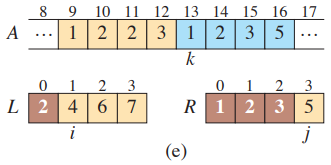 8 9 10 11 12 13 14 15 16 17
A ... 1 2 2 3 1 2 3 5 ...
k
0 1 2 3 0 1 2 3
L 2 4 6 7 R 1 2 3 5
i j
(e)